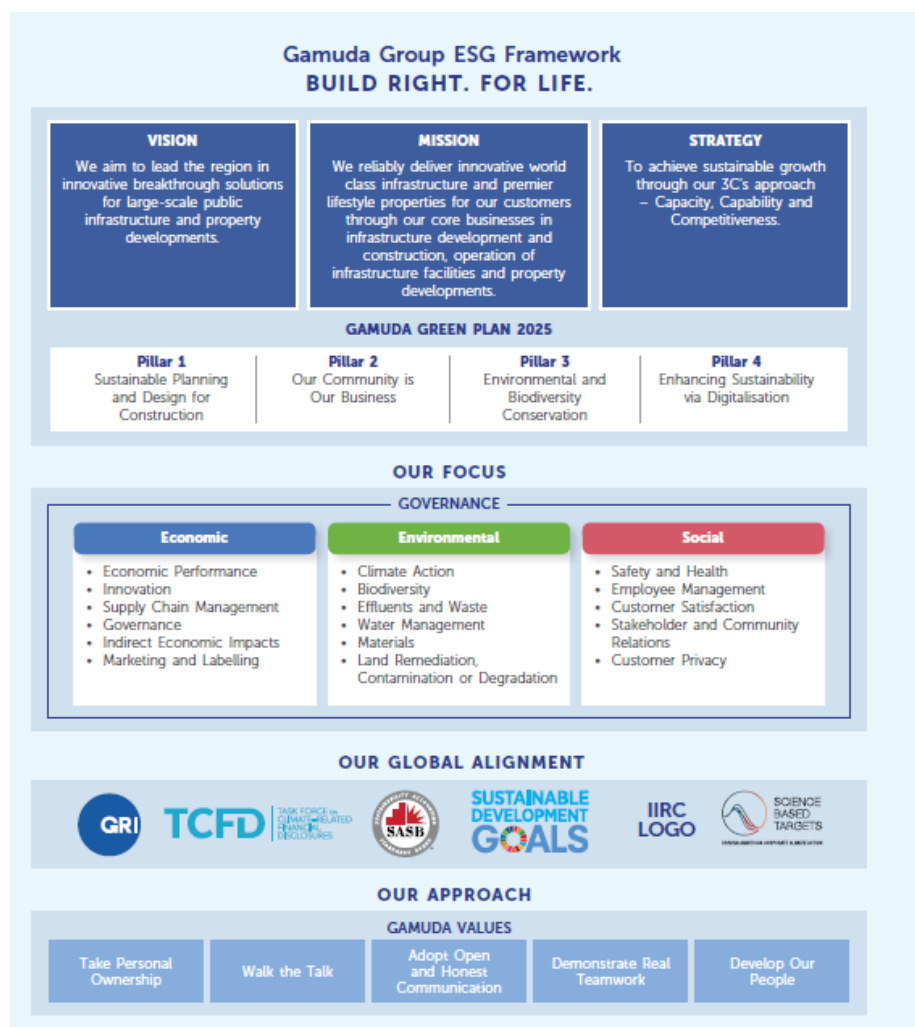 Gamuda Group ESG Framework
BUILD RIGHT. FOR LIFE.
VISION
We aim to lead the region in
innovative breakthrough solutions
for large-scale public
infrastructure and property
developments.
MISSION
We reliably deliver innovative world
class infrastructure and premier
lifestyle properties for our customers
through our core businesses in
infrastructure development and
construction, operation of
infrastructure facilities and property
developments.
STRATEGY
To achieve sustainable growth
through our 3C's approach
– Capacity, Capability and
Competitiveness.
GAMUDA GREEN PLAN 2025
Pillar 1
Sustainable Planning
and Design for
Construction
Pillar 2
Our Community is
Our Business
Pillar 3
Environmental and
Biodiversity
Conservation
Pillar 4
Enhancing Sustainability
via Digitalisation
OUR FOCUS
GOVERNANCE
Economic
• Economic Performance
• Innovation
• Supply Chain Management
• Governance
• Indirect Economic Impacts
• Marketing and Labelling
Environmental
• Climate Action
• Biodiversity
• Effluents and Waste
• Water Management
• Materials
• Land Remediation,
Contamination or Degradation
Social
• Safety and Health
• Employee Management
• Customer Satisfaction
• Stakeholder and Community
Relations
• Customer Privacy
OUR GLOBAL ALIGNMENT
GRI
TCFD
TASK FORCE ON
CLIMATE-RELATED
FINANCIAL
DISCLOSURES
SASB
SUSTAINABLE
DEVELOPMENT
GOALS
IIRC
LOGO
SCIENCE
BASED
TARGETS
OUR APPROACH
GAMUDA VALUES
Take Personal
Ownership
Walk the Talk
Adopt Open
and Honest
Communication
Demonstrate Real
Teamwork
Develop Our
People